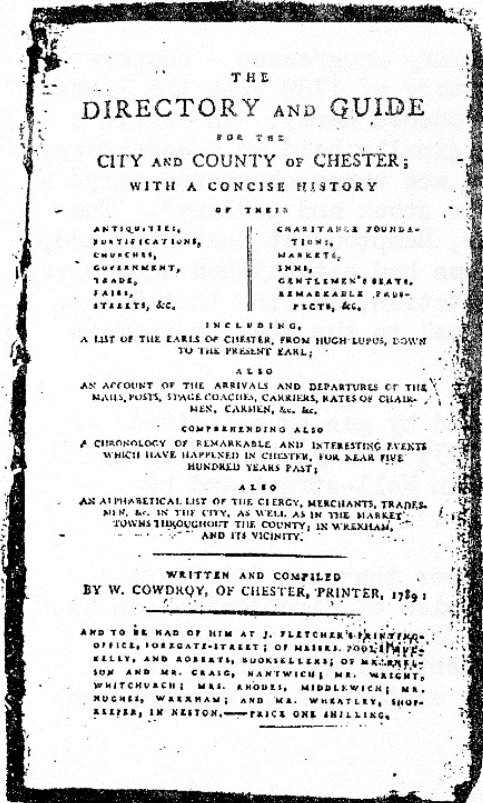 THE
DIRECTORY AND GUIDE
FOR THE
CITY AND COUNTY OF CHESTER;
WITH A CONCISE HISTORY
OF THEIR
ANTIQUITIES,
FORTIFICATIONS,
CHURCHES,
GOVERNMENT,
TRADE,
FAIRS,
STREETS, &c.
CHARITABLE FOUNDA-
TIONS,
MARKETS,
INNS,
GENTLEMEN'S SEATS,
REMARKABLE PROS-
PECTS, &c.
INCLUDING,
A LIST OF THE EARLS OF CHESTER, FROM HUGH LUPUS, DOWN
TO THE PRESENT EARL;
ALSO
AN ACCOUNT OF THE ARRIVALS AND DEPARTURES OF THE
MAILS, POSTS, STAGE COACHES, CARRIERS, RATES OF CHAIR-
MEN, CARMEN, &c. &c.
COMPREHENDING ALSO
A CHRONOLOGY OF REMARKABLE AND INTERESTING EVENTS
WHICH HAVE HAPPENED IN CHESTER, FOR NEAR FIVE
HUNDRED YEARS PAST;
ALSO
AN ALPHABETICAL LIST OF THE CLERGY, MERCHANTS, TRADES-
MEN, &c. IN THE CITY, AS WELL AS IN THE MARKET
TOWNS THROUGHOUT THE COUNTY; IN WREXHAM,
AND ITS VICINITY.
WRITTEN AND COMPILED
BY W. COWDROY, OF CHESTER, PRINTER, 1789:
AND TO BE HAD OF HIM AT J. FLETCHER'S PRINTING-
OFFICE, FOREGATE-STREET; OF MESSRS. POOLE,
KELLY, AND ROBERTS, BOOKSELLERS; OF MR. SNEL-
SON AND MR. CRAIG, NANTWICH; MR. WRIGHT,
WHITCHURCH; MRS. RHODES, MIDDLEWICH; MR.
HUGHES, WREXHAM; AND MR. WHEATLEY, SHOP-
KEEPER, IN NESTON.——PRICE ONE SHILLING.